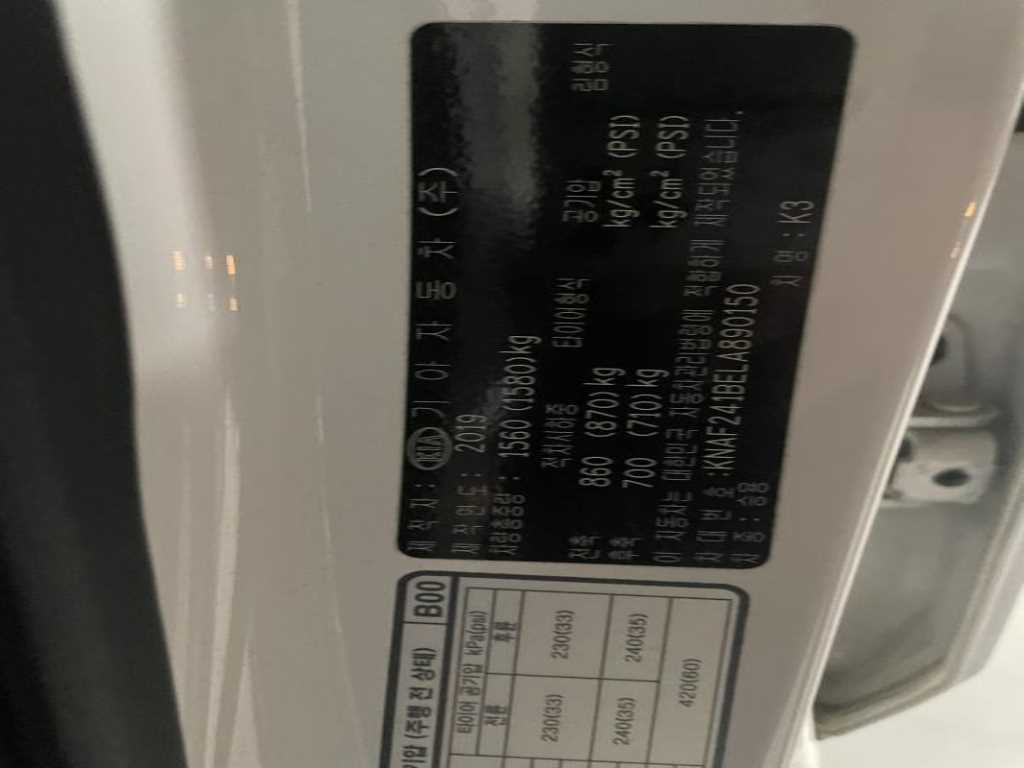 제작자 : KIA 기아자동차(주)
제작년도 : 2019
차량총중량 : 1560 (1580)kg
적차시하중 타이어형식 공기압 림형식
전축 860 (870)kg kg/cm² (PSI)
후축 700 (710)kg kg/cm² (PSI)
이 자동차는 대한민국 자동차관리법령에 적합하게 제작되었습니다.
차대번호 :KNAF241BELA890150
차종 : 승용 차명 : K3
기압 (주행 전 상태) B00
타이어 공기압 kPa(psi)
전륜 후륜
230(33) 230(33)
240(35) 240(35)
420(60)